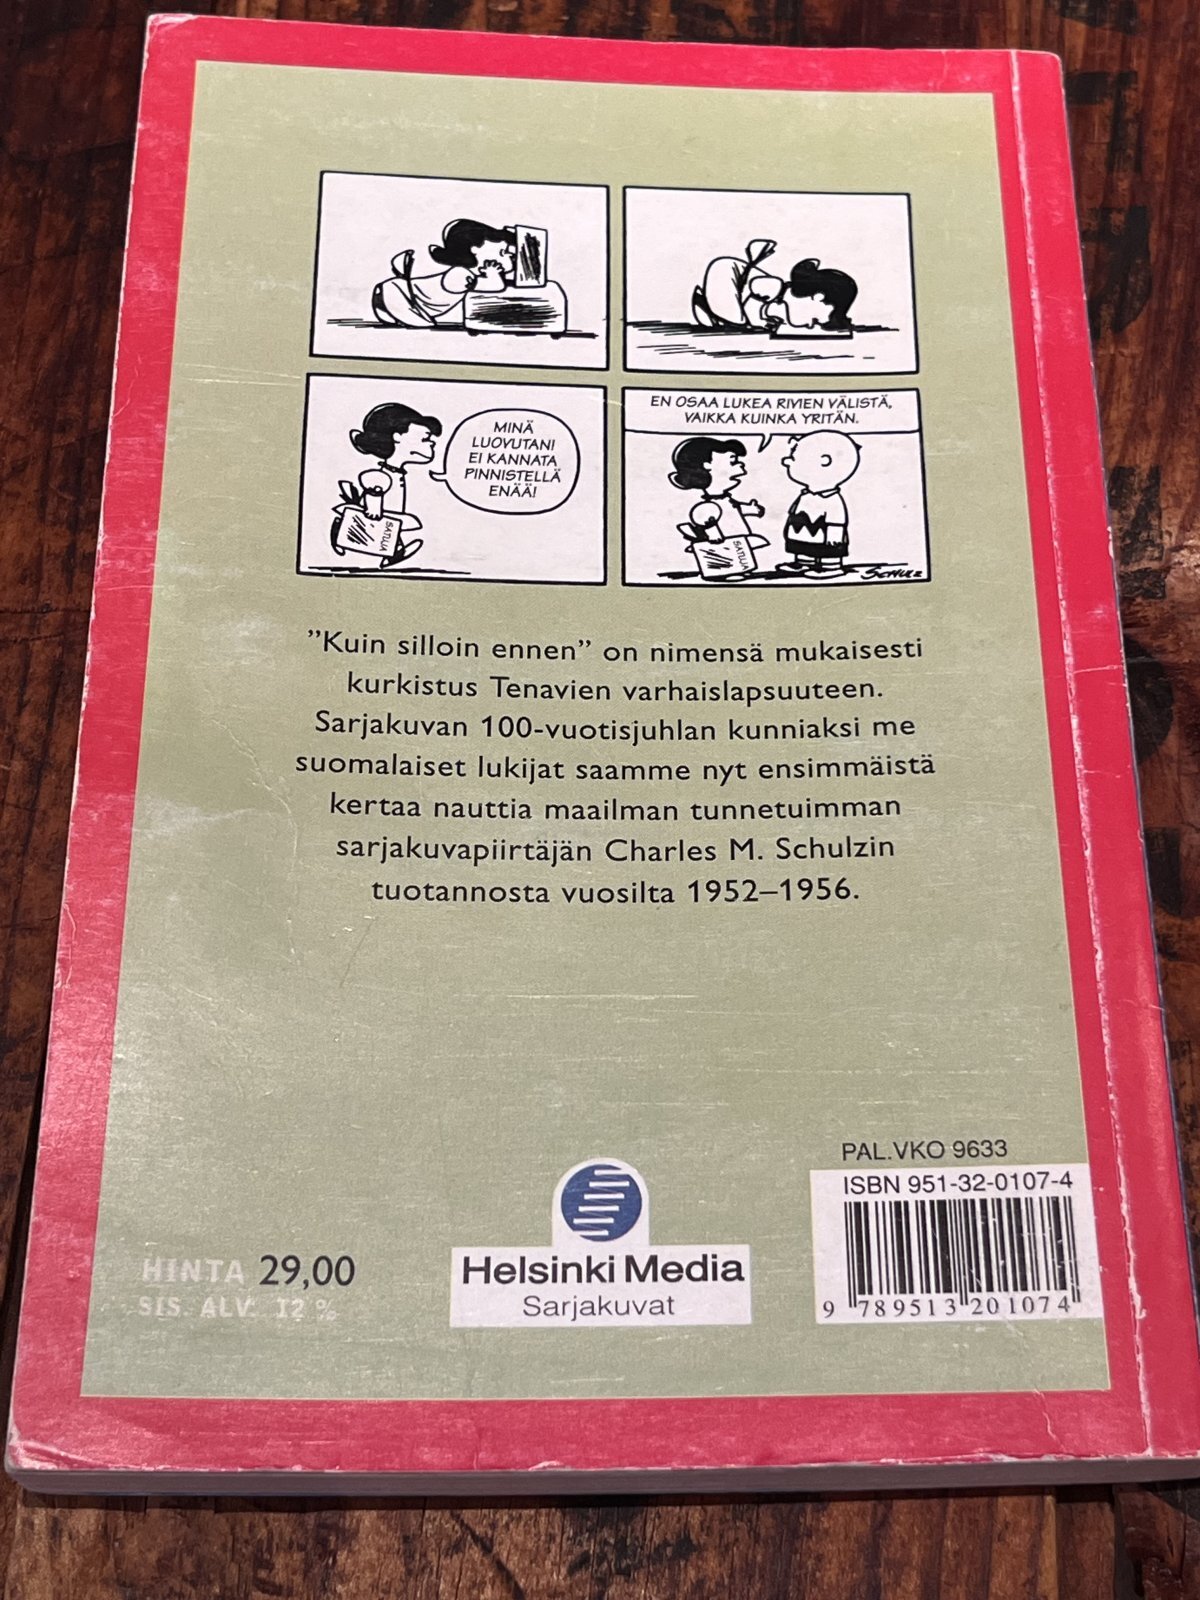 MINÄ
LUOVUTAN!
EI KANNATA
PINNISTELLÄ
ENÄÄ!
SATUJA
EN OSAA LUKEA RIVIEN VÄLISTÄ,
VAIKKA KUINKA YRITÄN.
SATUJA
SCHULZ
”Kuin silloin ennen” on nimensä mukaisesti
kurkistus Tenavien varhaislapsuuteen.
Sarjakuvan 100-vuotisjuhlan kunniaksi me
suomalaiset lukijat saamme nyt ensimmäistä
kertaa nauttia maailman tunnetuimman
sarjakuvapiirtäjän Charles M. Schulzin
tuotannosta vuosilta 1952–1956.
PAL.VKO 9633
ISBN 951-32-0107-4
9 789513 201074
HINTA 29,00
SIS. ALV. 12 %
Helsinki Media
Sarjakuvat